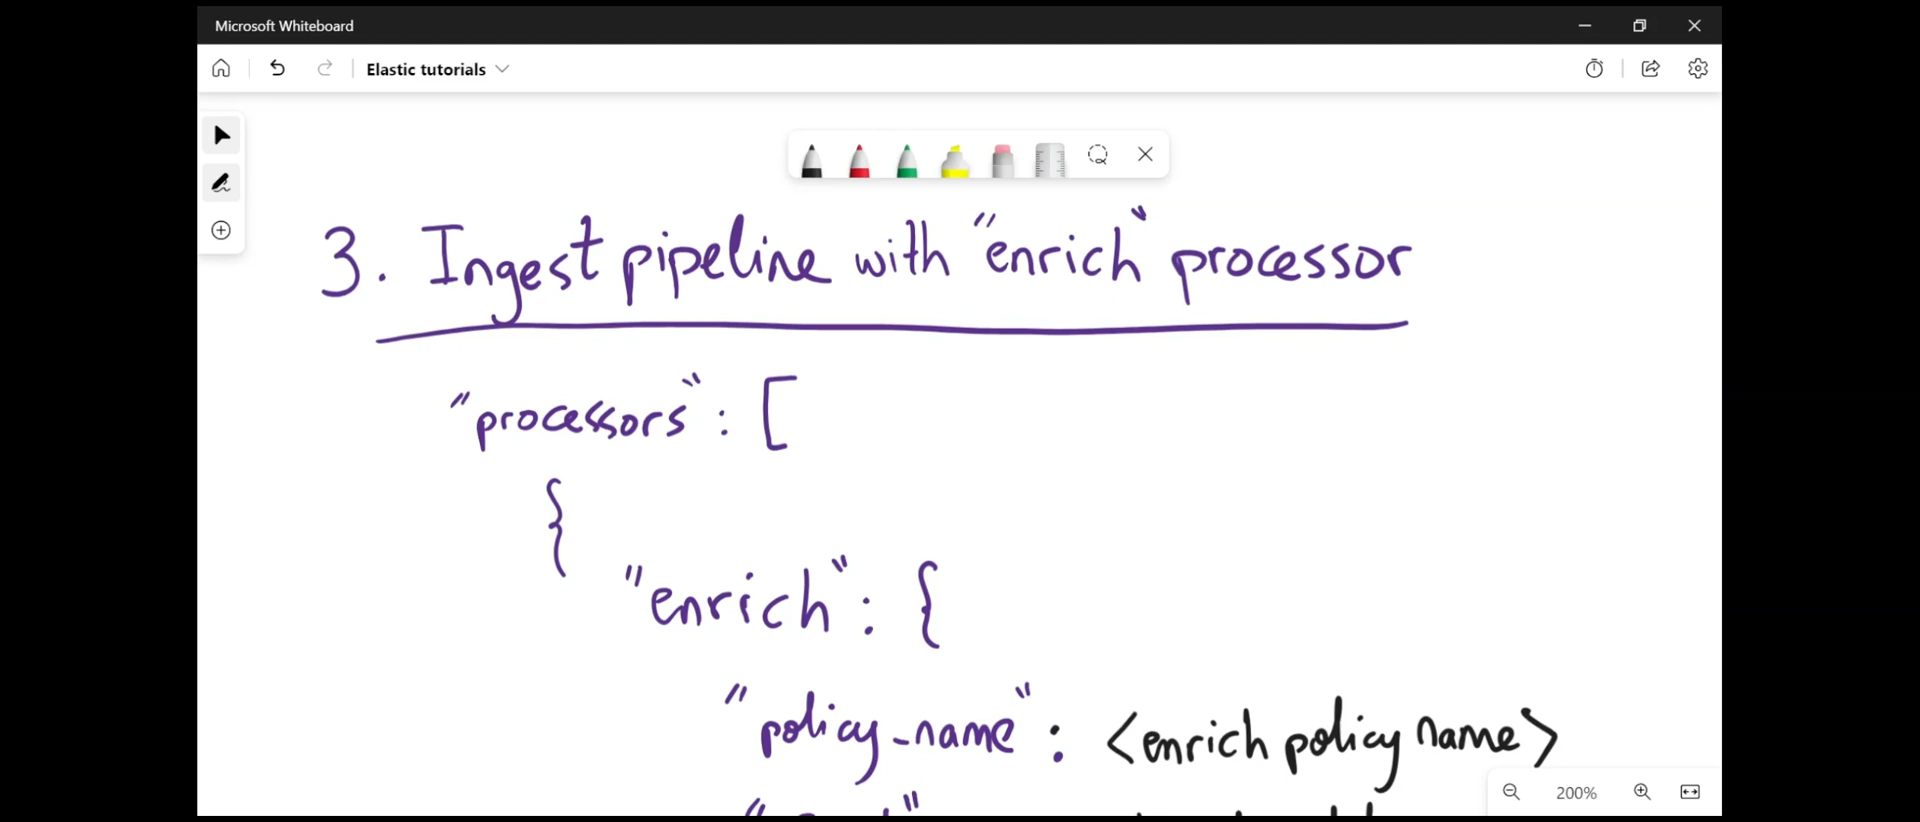 Microsoft Whiteboard
Elastic tutorials
3. Ingest pipeline with "enrich" processor
"processors" : [
{
"enrich" : {
"policy_name" : <enrich policy name>
200%